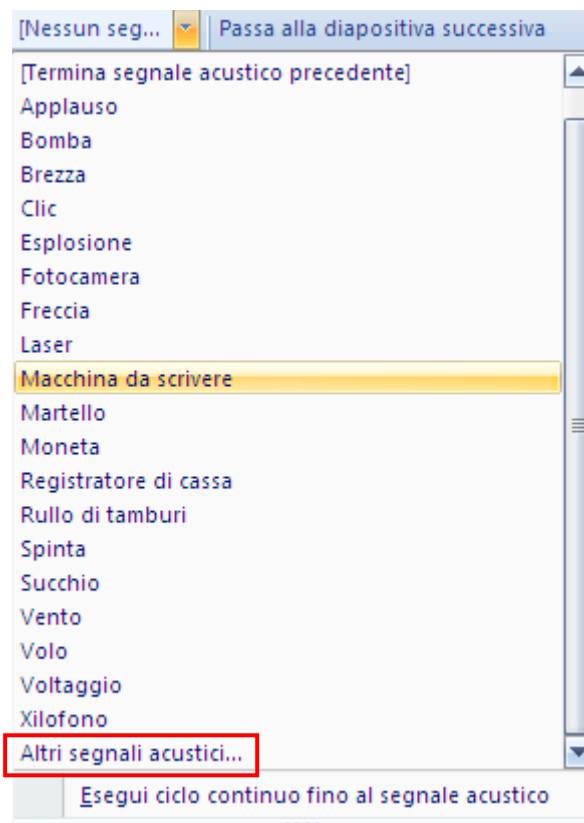 [Nessun seg... Passa alla diapositiva successiva
[Termina segnale acustico precedente]
Applauso
Bomba
Brezza
Clic
Esplosione
Fotocamera
Freccia
Laser
Macchina da scrivere
Martello
Moneta
Registratore di cassa
Rullo di tamburi
Spinta
Succhio
Vento
Volo
Voltaggio
Xilofono
Altri segnali acustici...
Esegui ciclo continuo fino al segnale acustico